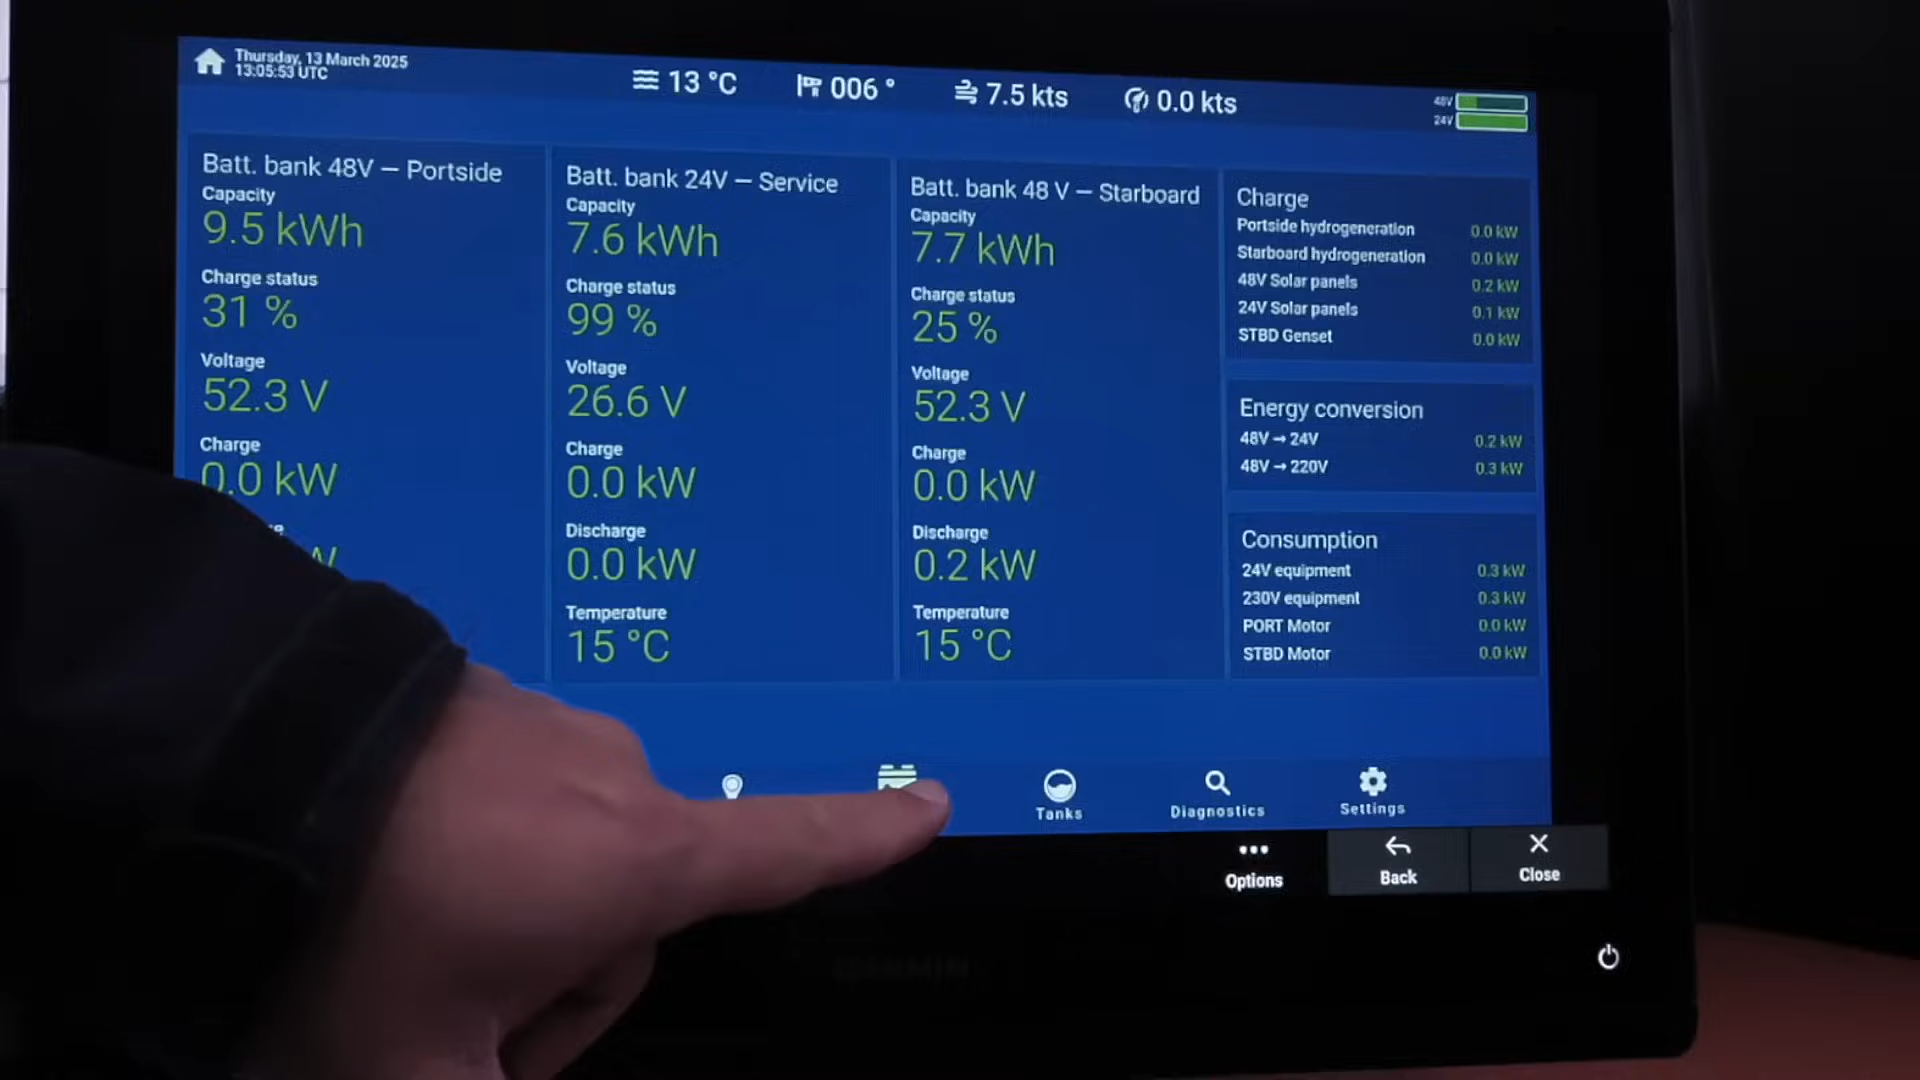 Thursday, 13 March 2025
13:05:53 UTC
13 °C
006 °
7.5 kts
0.0 kts
48V
24V
Batt. bank 48V – Portside
Capacity
9.5 kWh
Charge status
31 %
Voltage
52.3 V
Charge
0.0 kW
Batt. bank 24V – Service
Capacity
7.6 kWh
Charge status
99 %
Voltage
26.6 V
Charge
0.0 kW
Discharge
0.0 kW
Temperature
15 °C
Batt. bank 48 V – Starboard
Capacity
7.7 kWh
Charge status
25 %
Voltage
52.3 V
Charge
0.0 kW
Discharge
0.2 kW
Temperature
15 °C
Charge
Portside hydrogeneration 0.0 kW
Starboard hydrogeneration 0.0 kW
48V Solar panels 0.2 kW
24V Solar panels 0.1 kW
STBD Genset 0.0 kW
Energy conversion
48V → 24V 0.2 kW
48V → 220V 0.3 kW
Consumption
24V equipment 0.3 kW
230V equipment 0.3 kW
PORT Motor 0.0 kW
STBD Motor 0.0 kW
Tanks
Diagnostics
Settings
Options
Back
Close
GARMIN